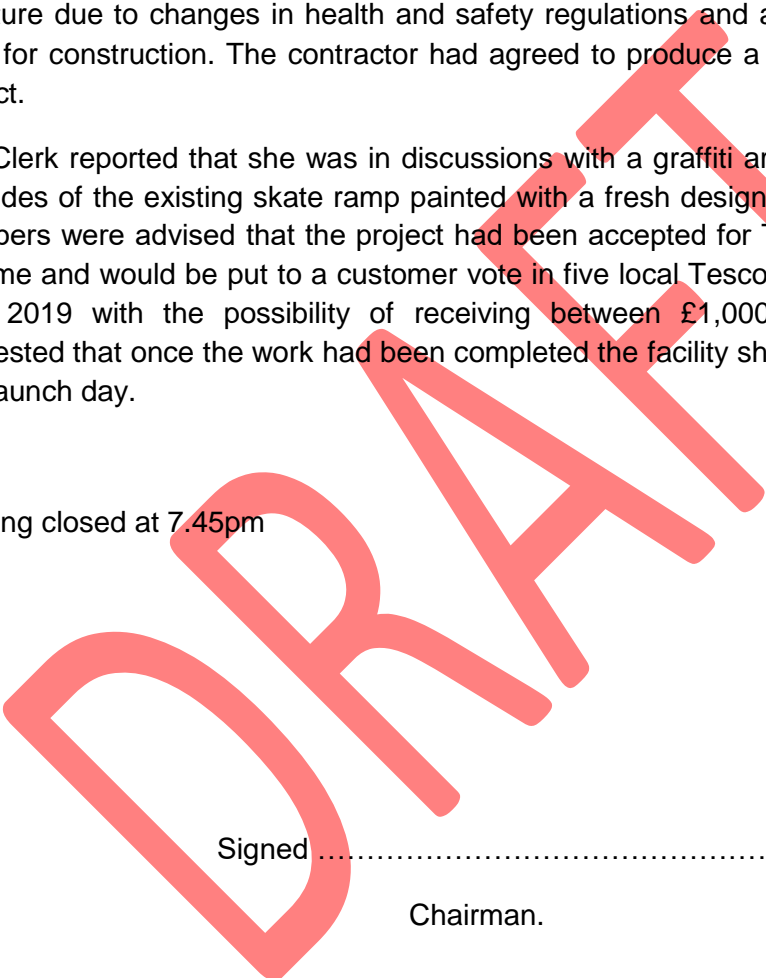 ture due to changes in health and safety regulations and a
for construction. The contractor had agreed to produce a
ct.
Clerk reported that she was in discussions with a graffiti ar
des of the existing skate ramp painted with a fresh design
bers were advised that the project had been accepted for T
me and would be put to a customer vote in five local Tesco
2019 with the possibility of receiving between £1,000
ested that once the work had been completed the facility sh
aunch day.
ng closed at 7.45pm
DRAFT
Signed ……………………………………………
Chairman.